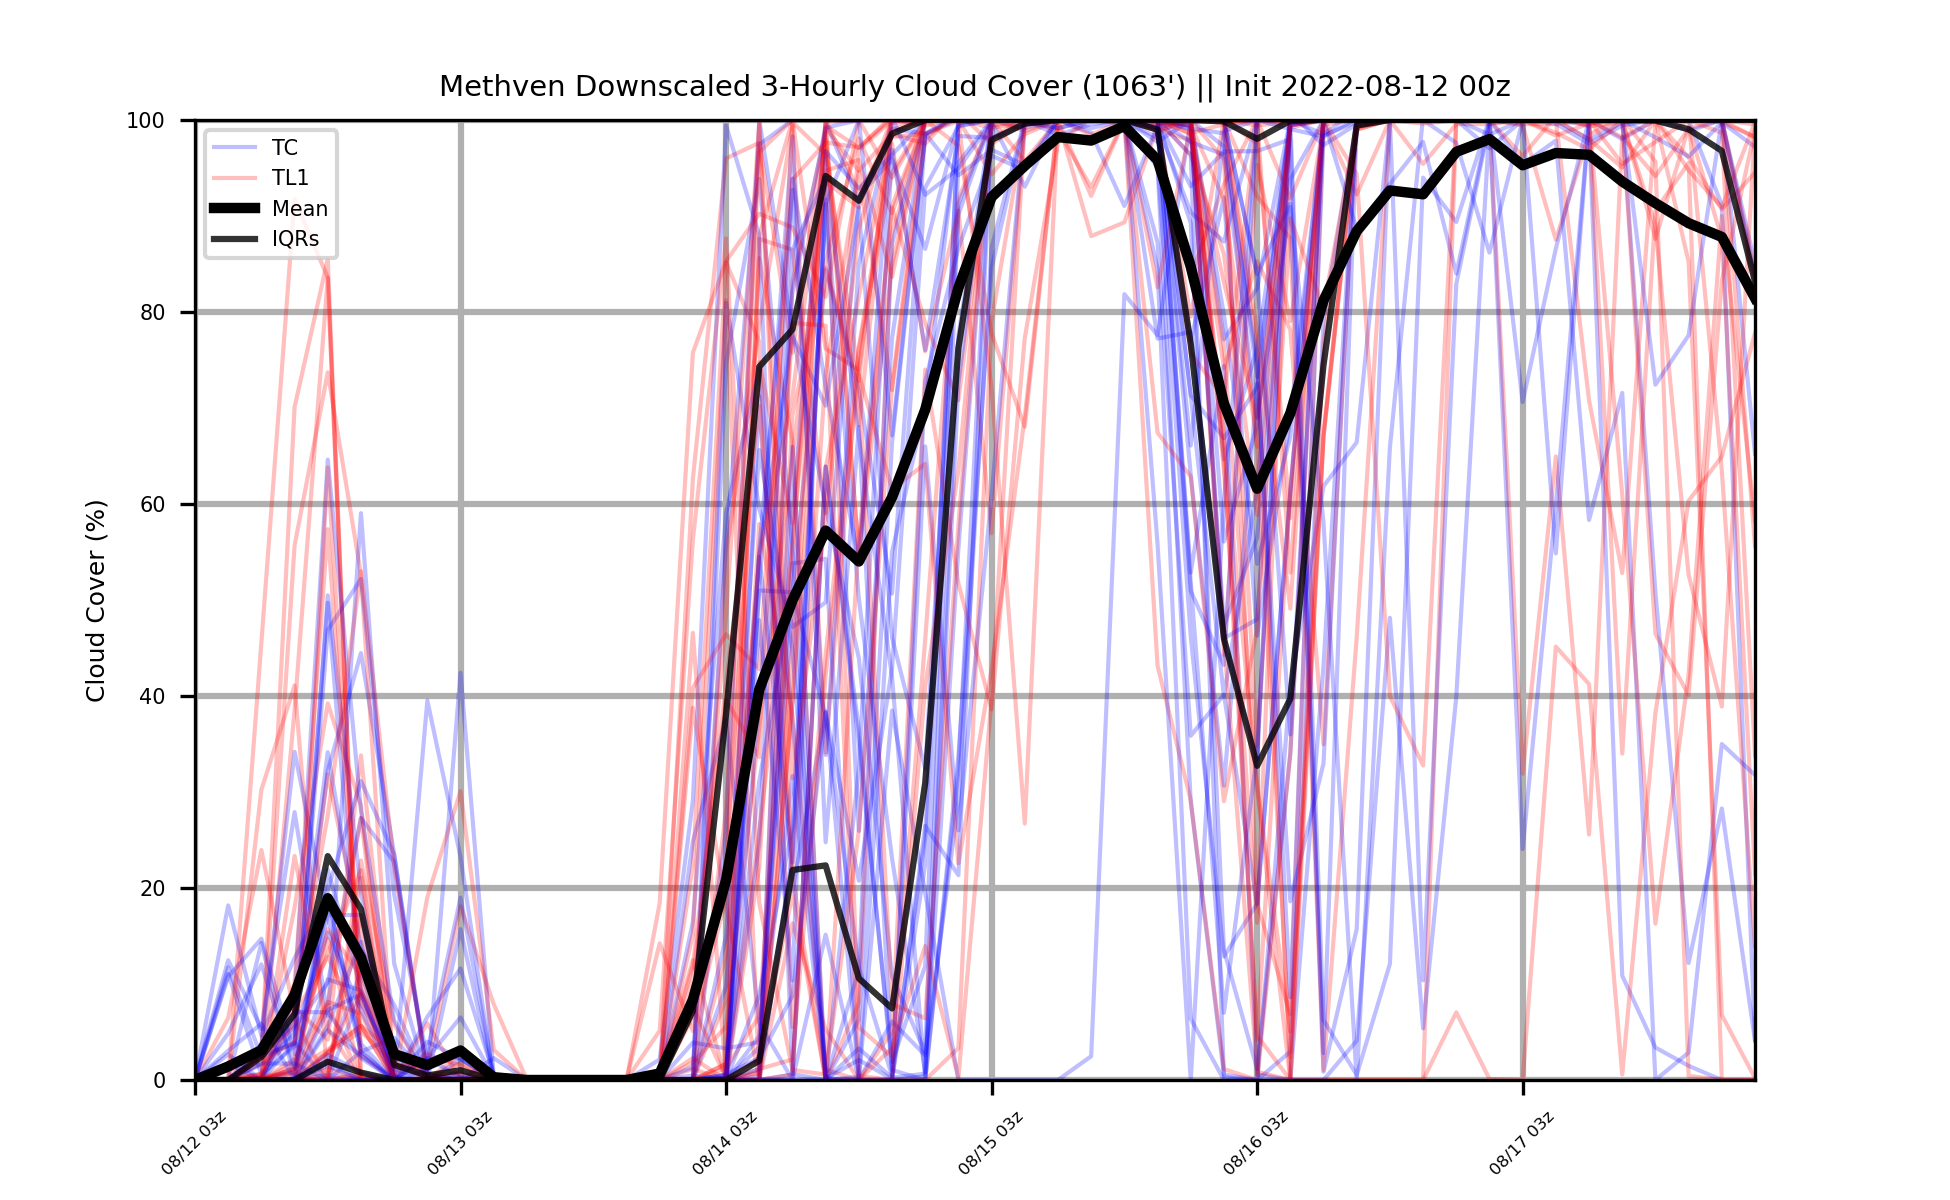 Methven Downscaled 3-Hourly Cloud Cover (1063') || Init 2022-08-12 00z
Cloud Cover (%)
100
80
60
40
20
0
TC
TL1
Mean
IQRs
08/12 03z
08/13 03z
08/14 03z
08/15 03z
08/16 03z
08/17 03z